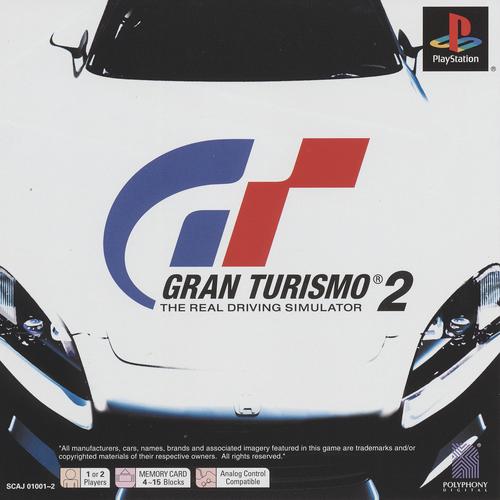 PlayStation
GRAN TURISMO® 2
THE REAL DRIVING SIMULATOR
"All manufacturers, cars, names, brands and associated imagery featured in this game are trademarks and/or
copyrighted materials of their respective owners. All rights reserved."
SCAJ 01001~2
1 or 2
Players
MEMORY CARD
4~15 Blocks
Analog Control
Compatible
POLYPHONY
DIGITAL